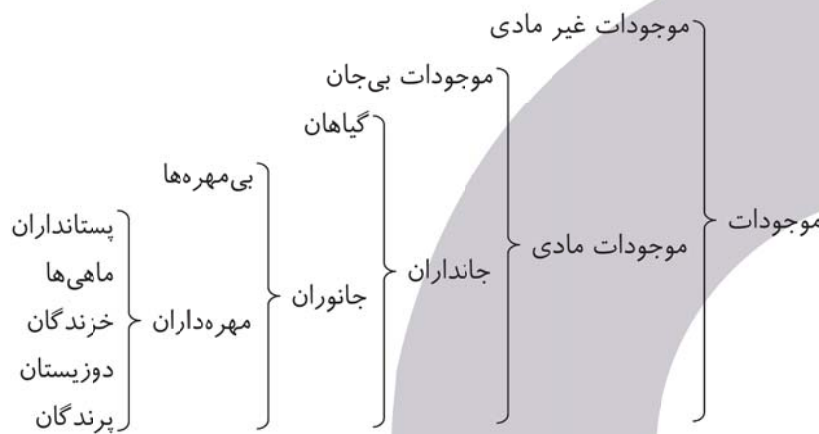 موجودات
موجودات غیر مادی
موجودات مادی
موجودات بی‌جان
جانداران
گیاهان
جانوران
بی‌مهره‌ها
مهره‌داران
پستانداران
ماهی‌ها
خزندگان
دوزیستان
پرندگان